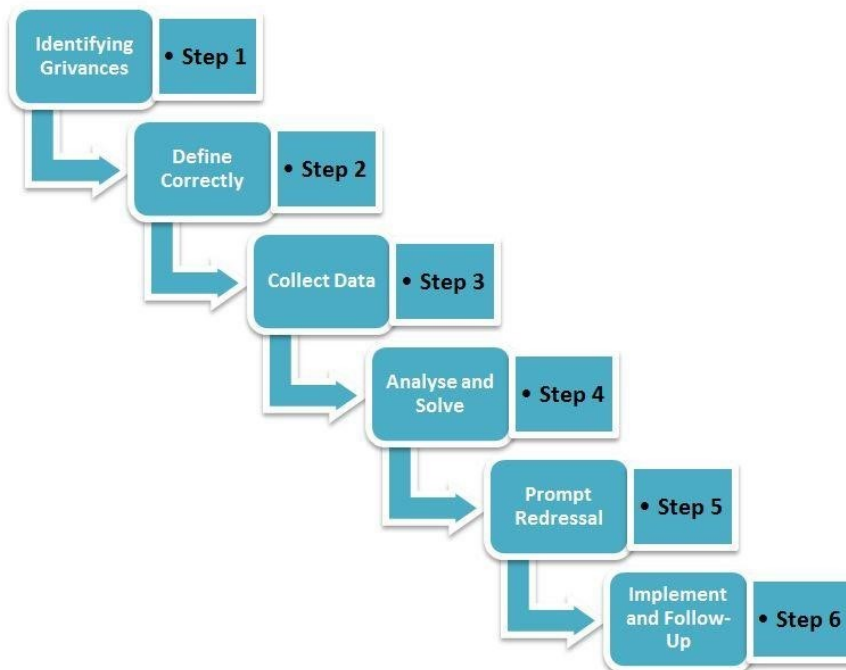 Identifying
Grivances
• Step 1
Define
Correctly
• Step 2
Collect Data
• Step 3
Analyse and
Solve
• Step 4
Prompt
Redressal
• Step 5
Implement
and Follow-
Up
• Step 6